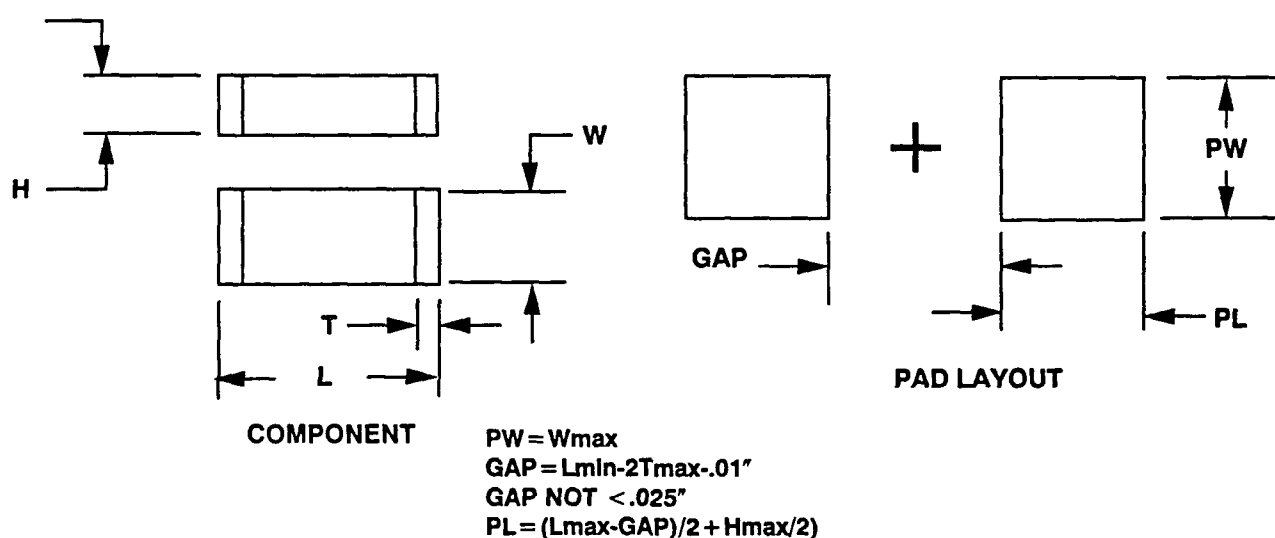 W
H
PW
GAP
T
PL
L
PAD LAYOUT
COMPONENT
PW=Wmax
GAP=Lmin-2Tmax-.01"
GAP NOT <.025"
PL=(Lmax-GAP)/2+Hmax/2)